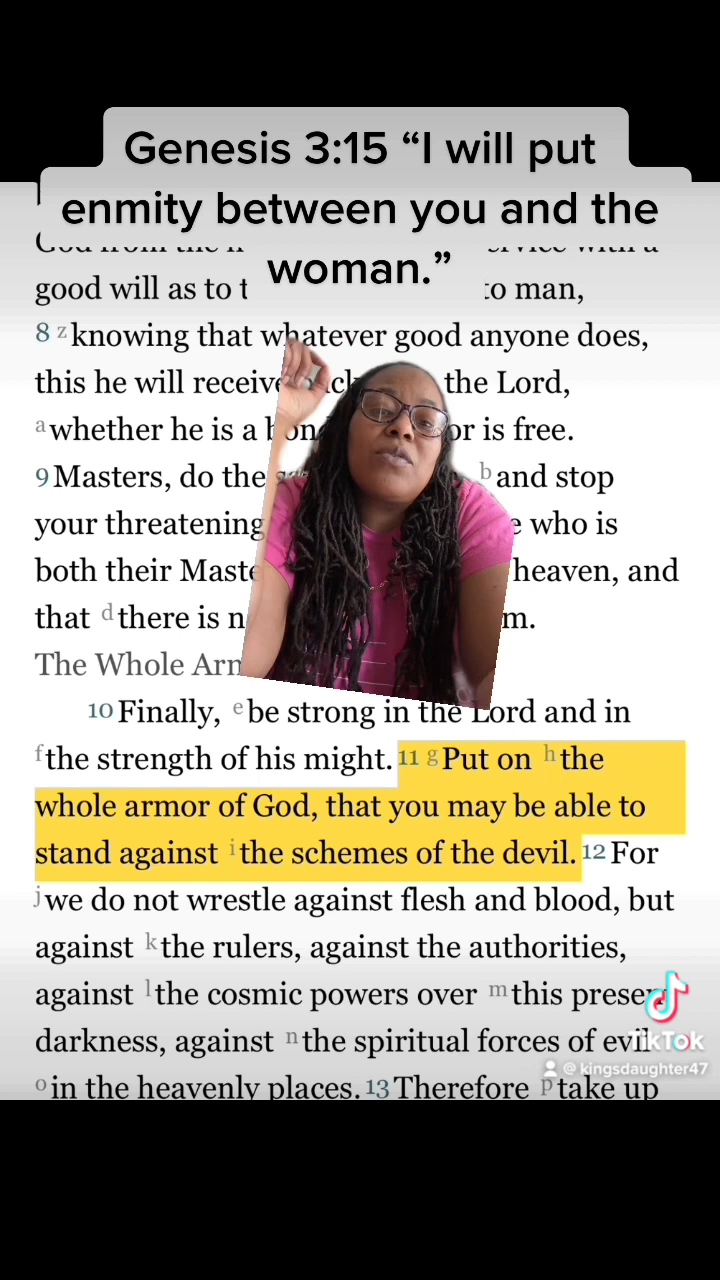 Genesis 3:15 “I will put
enmity between you and the
woman.”
good will as to to man,
8 z knowing that whatever good anyone does,
this he will receive the Lord,
a whether he is a or is free.
9 Masters, do the b and stop
your threatening who is
both their heaven, and
that d there is
The Whole
10 Finally, e be strong in the Lord and in
f the strength of his might. 11 g Put on h the
whole armor of God, that you may be able to
stand against i the schemes of the devil. 12 For
j we do not wrestle against flesh and blood, but
against k the rulers, against the authorities,
against l the cosmic powers over m this present
darkness, against n the spiritual forces of evil
o in the heavenly places. 13 Therefore p take up
TikTok
@kingsdaughter47